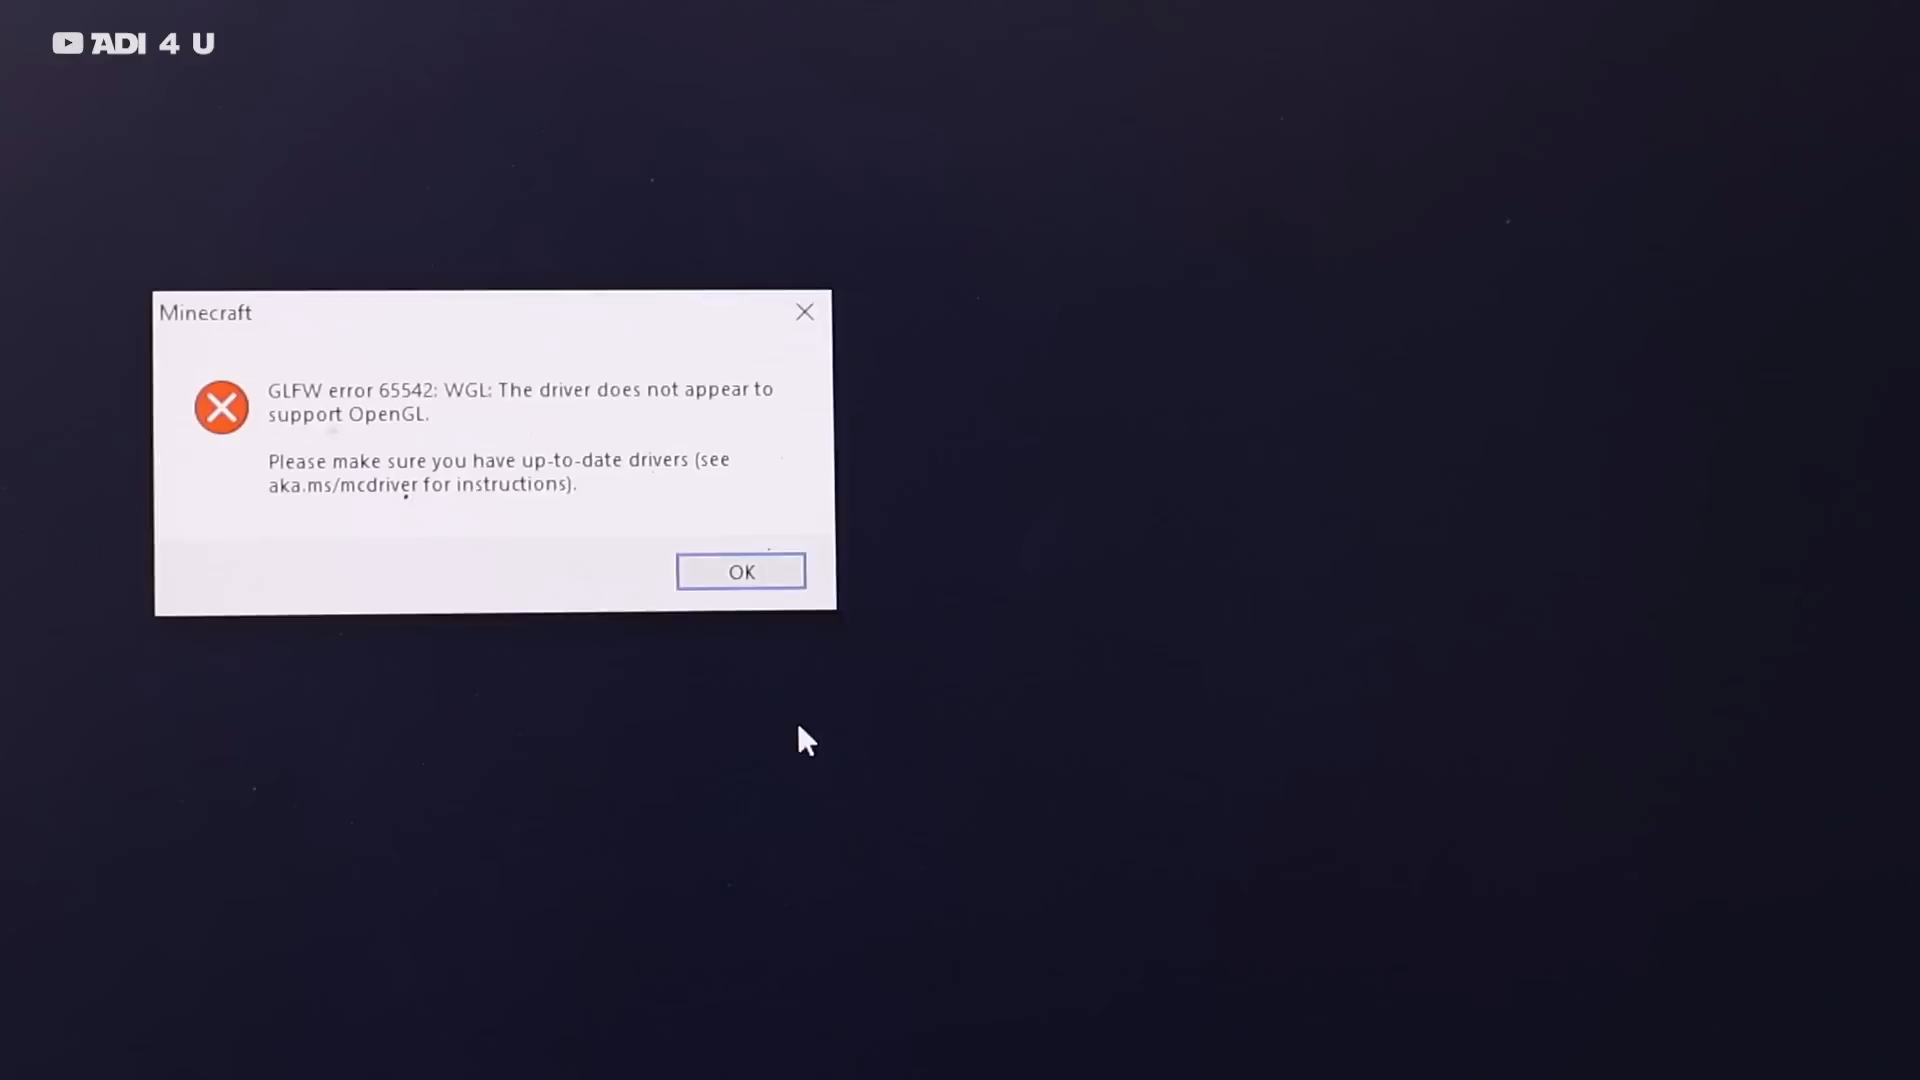 ADI 4 U
Minecraft
GLFW error 65542: WGL: The driver does not appear to
support OpenGL.
Please make sure you have up-to-date drivers (see
aka.ms/mcdriver for instructions).
OK